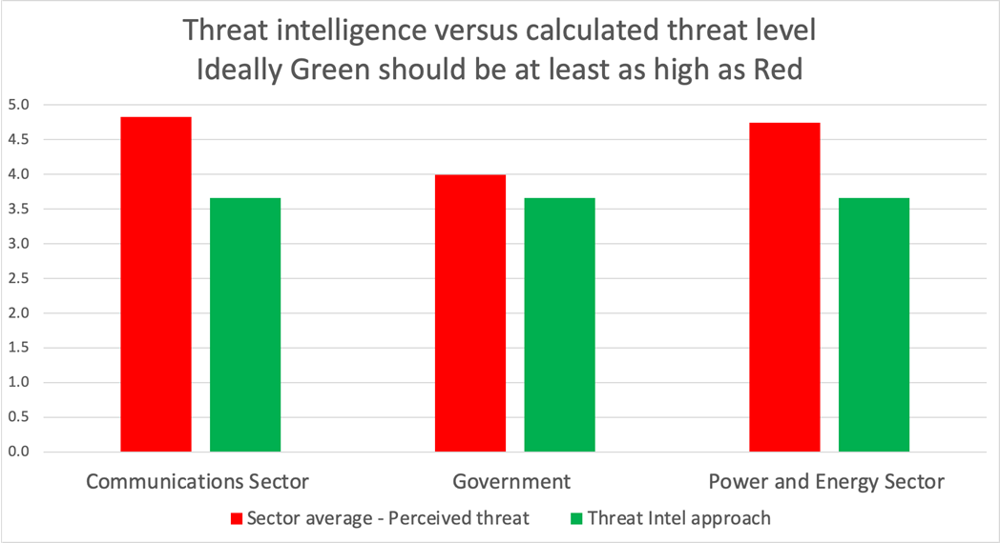 Threat intelligence versus calculated threat level
Ideally Green should be at least as high as Red
5.0
4.5
4.0
3.5
3.0
2.5
2.0
1.5
1.0
0.5
0.0
Communications Sector
Government
Power and Energy Sector
Sector average - Perceived threat
Threat Intel approach